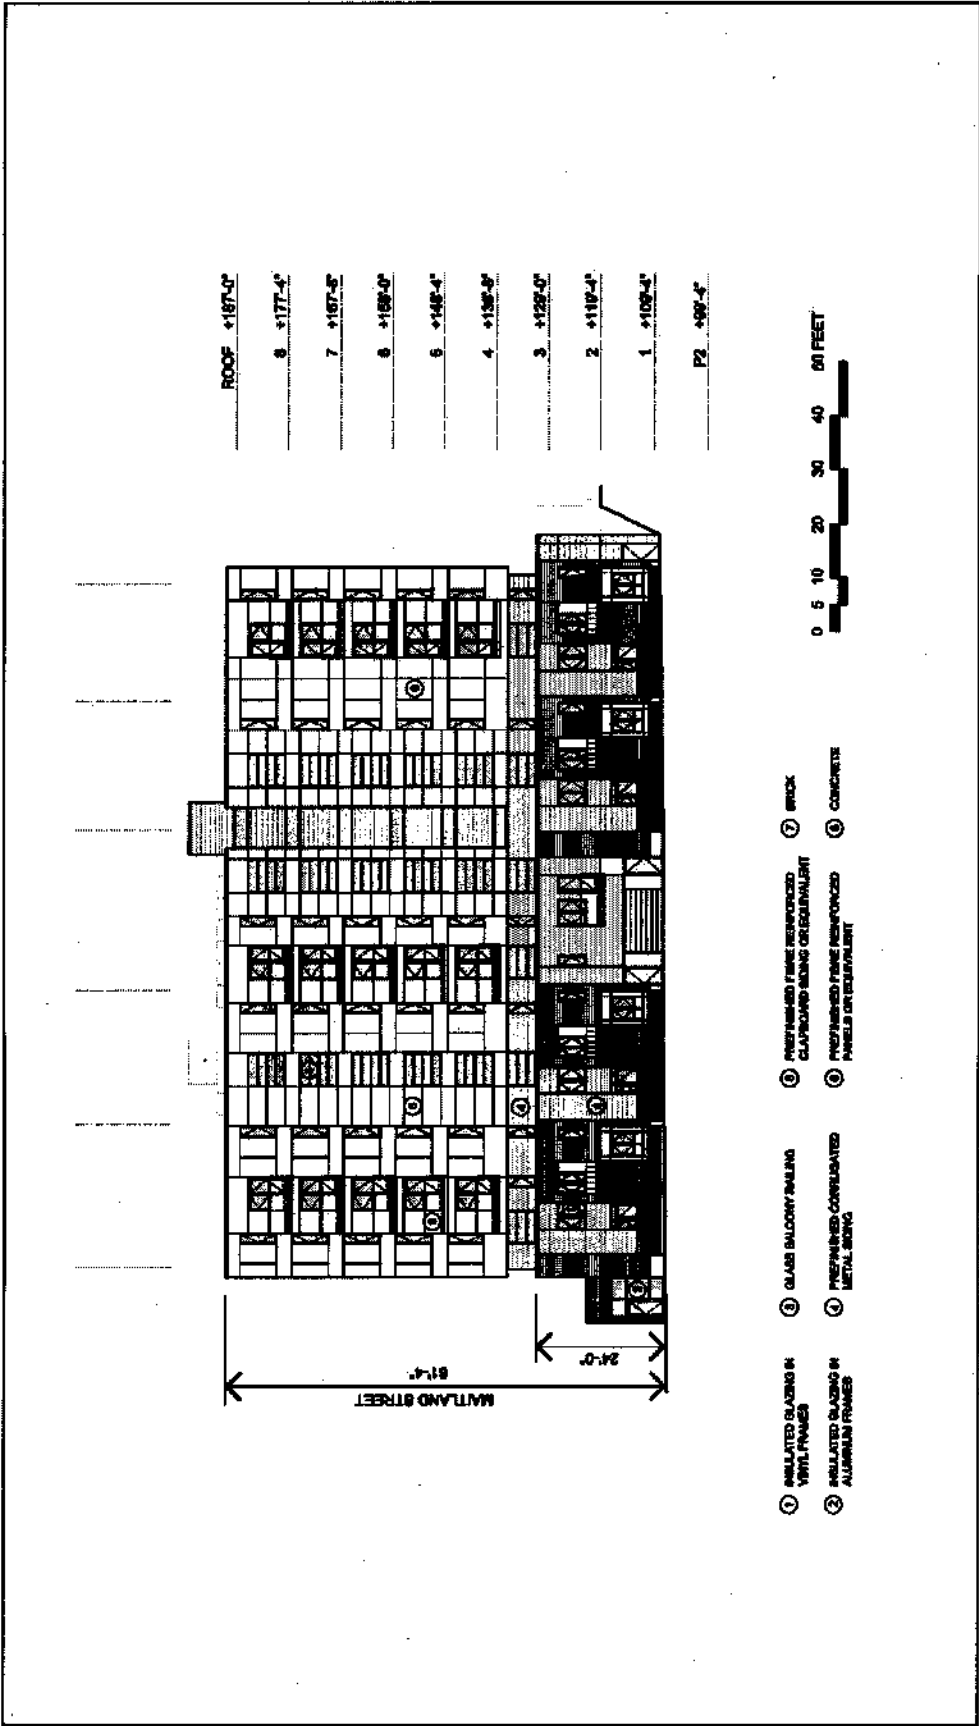 ROOF +187'-0"
8 +177'-4"
7 +167'-8"
6 +158'-0"
5 +148'-4"
4 +138'-8"
3 +129'-0"
2 +119'-4"
1 +109'-4"
P2 +99'-4"
MAITLAND STREET
81'-4"
24'-0"
4
4
0 5 10 20 30 40 60 FEET
1 INSULATED GLAZING IN
VINYL FRAMES
2 INSULATED GLAZING IN
ALUMINUM FRAMES
3 GLASS BALCONY RAILING
4 PREFINISHED CORRUGATED
METAL SIDING
5 PREFINISHED FIBRE REINFORCED
CLAPBOARD SIDING OR EQUIVALENT
6 PREFINISHED FIBRE REINFORCED
PANELS OR EQUIVALENT
7 BRICK
8 CONCRETE